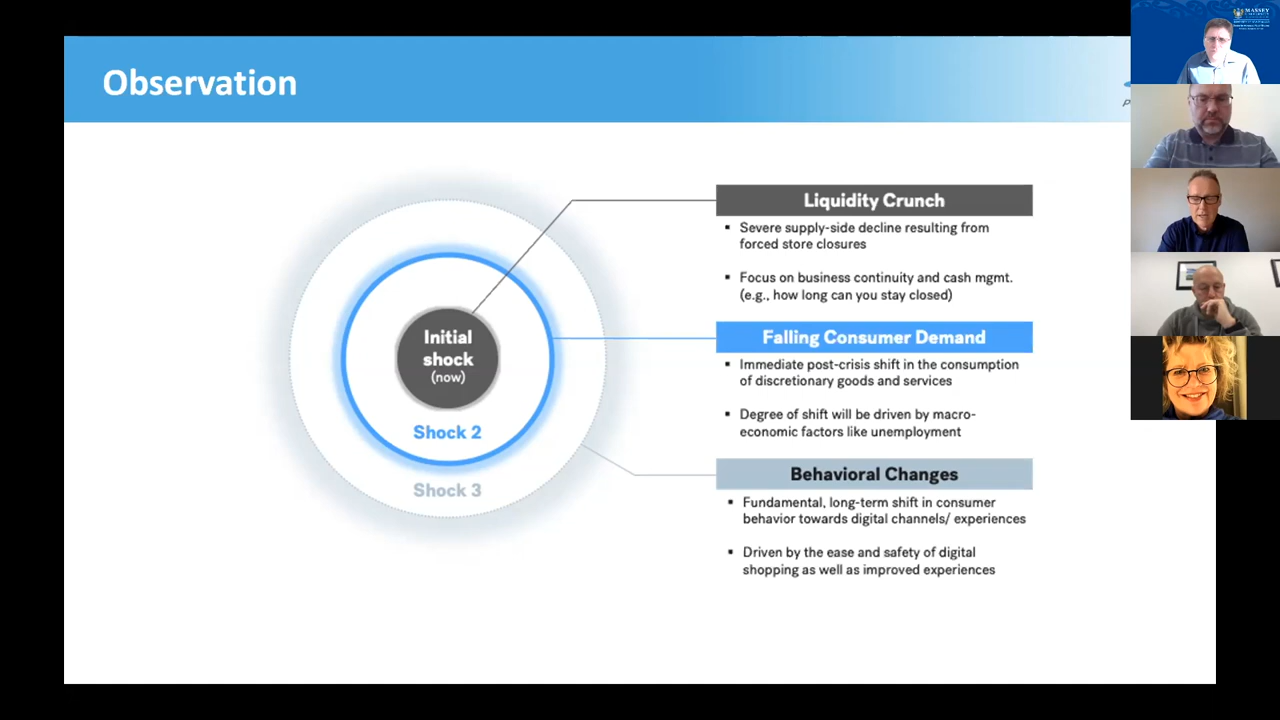 Observation
MASSEY
Liquidity Crunch
▪ Severe supply-side decline resulting from
forced store closures
▪ Focus on business continuity and cash mgmt.
(e.g., how long can you stay closed)
Initial
shock
(now)
Shock 2
Shock 3
Falling Consumer Demand
▪ Immediate post-crisis shift in the consumption
of discretionary goods and services
▪ Degree of shift will be driven by macro-
economic factors like unemployment
Behavioral Changes
▪ Fundamental, long-term shift in consumer
behavior towards digital channels/ experiences
▪ Driven by the ease and safety of digital
shopping as well as improved experiences